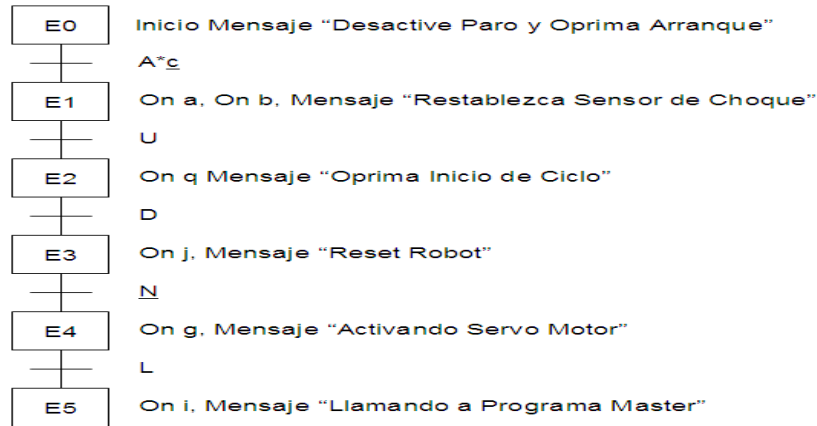 E0 Inicio Mensaje “Desactive Paro y Oprima Arranque”
A*c
E1 On a, On b, Mensaje “Restablezca Sensor de Choque”
U
E2 On q Mensaje “Oprima Inicio de Ciclo”
D
E3 On j, Mensaje “Reset Robot”
N
E4 On g, Mensaje “Activando Servo Motor”
L
E5 On i, Mensaje “Llamando a Programa Master”